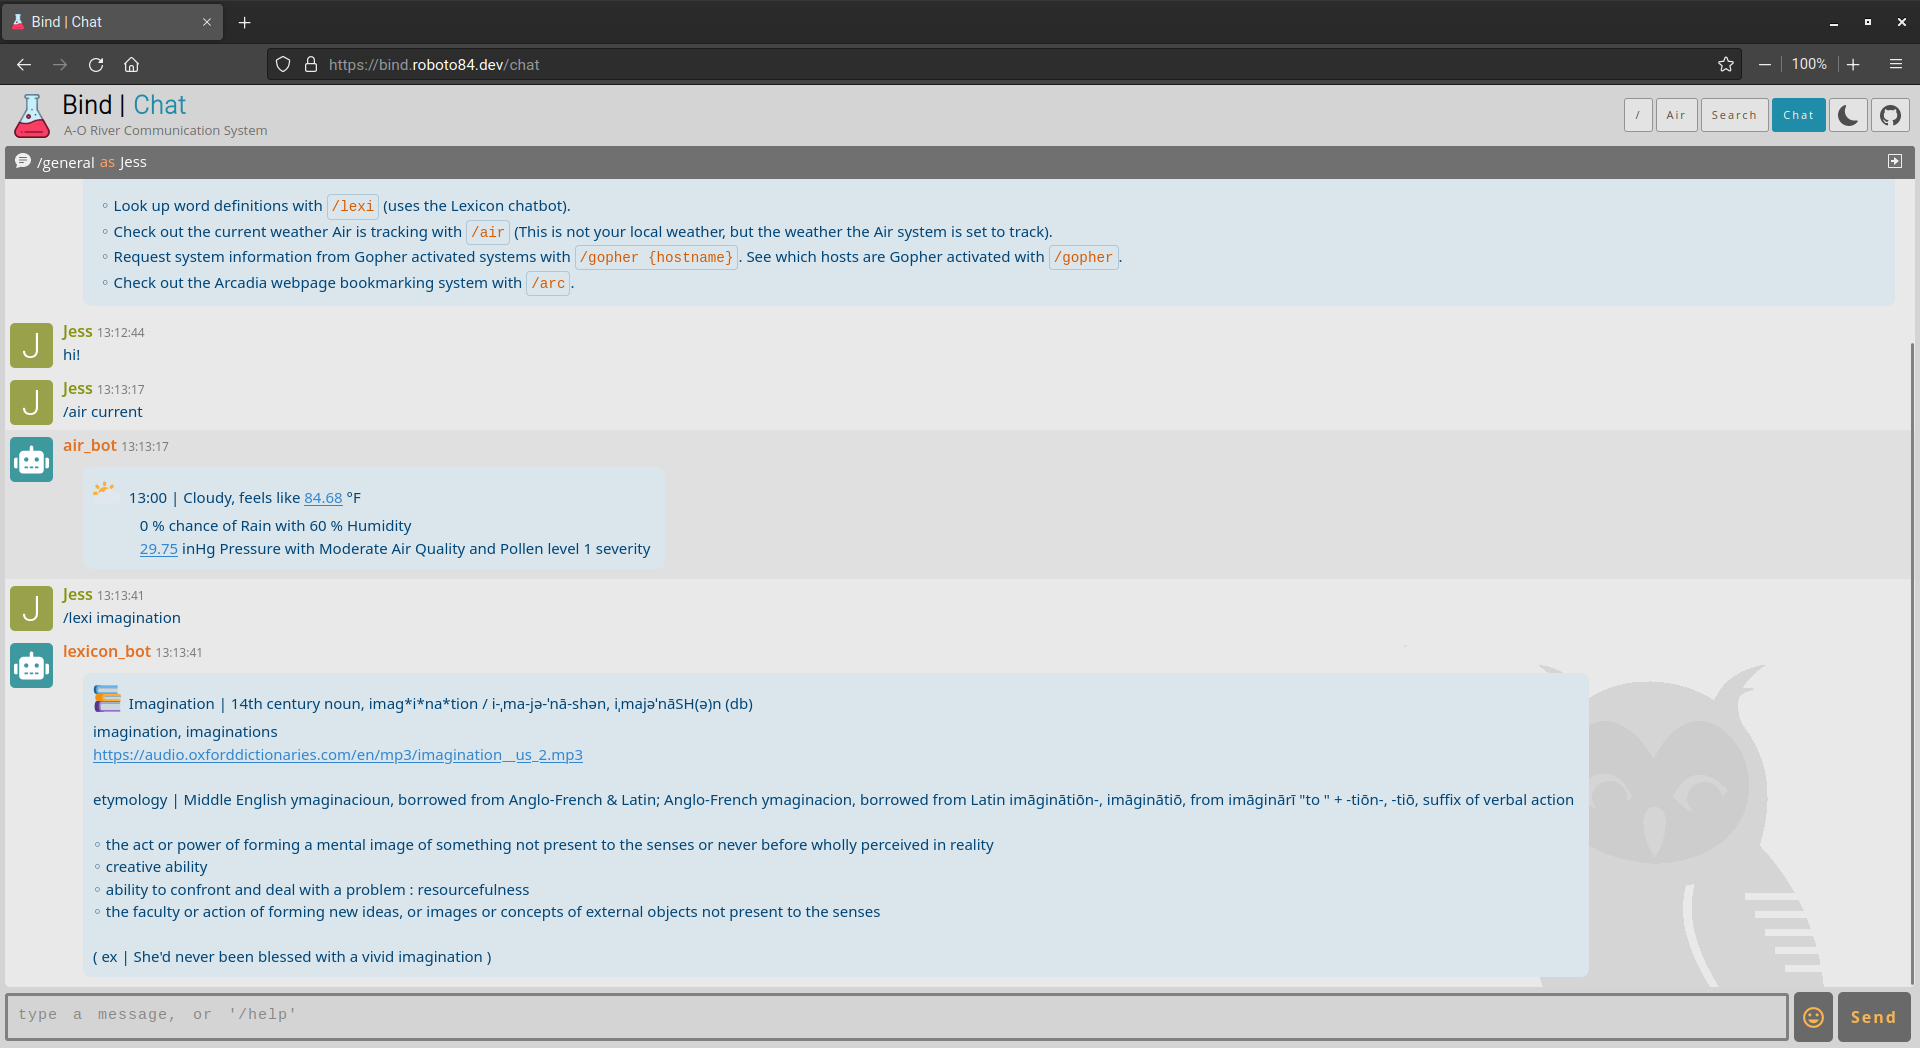 Bind | Chat
https://bind.roboto84.dev/chat
100%
Bind | Chat
A-O River Communication System
/
Air
Search
Chat
/general as Jess
◦ Look up word definitions with /lexi (uses the Lexicon chatbot).
◦ Check out the current weather Air is tracking with /air (This is not your local weather, but the weather the Air system is set to track).
◦ Request system information from Gopher activated systems with /gopher {hostname}. See which hosts are Gopher activated with /gopher.
◦ Check out the Arcadia webpage bookmarking system with /arc.
J
Jess 13:12:44
hi!
J
Jess 13:13:17
/air current
air_bot 13:13:17
13:00 | Cloudy, feels like 84.68 °F
0 % chance of Rain with 60 % Humidity
29.75 inHg Pressure with Moderate Air Quality and Pollen level 1 severity
J
Jess 13:13:41
/lexi imagination
lexicon_bot 13:13:41
Imagination | 14th century noun, imag*i*na*tion / i-ˌma-jə-ˈnā-shən, iˌmajəˈnāSH(ə)n (db)
imagination, imaginations
https://audio.oxforddictionaries.com/en/mp3/imagination__us_2.mp3
etymology | Middle English ymaginacioun, borrowed from Anglo-French & Latin; Anglo-French ymaginacion, borrowed from Latin imāginātiōn-, imāginātiō, from imāginārī "to " + -tiōn-, -tiō, suffix of verbal action
◦ the act or power of forming a mental image of something not present to the senses or never before wholly perceived in reality
◦ creative ability
◦ ability to confront and deal with a problem : resourcefulness
◦ the faculty or action of forming new ideas, or images or concepts of external objects not present to the senses
( ex | She'd never been blessed with a vivid imagination )
type a message, or '/help'
Send